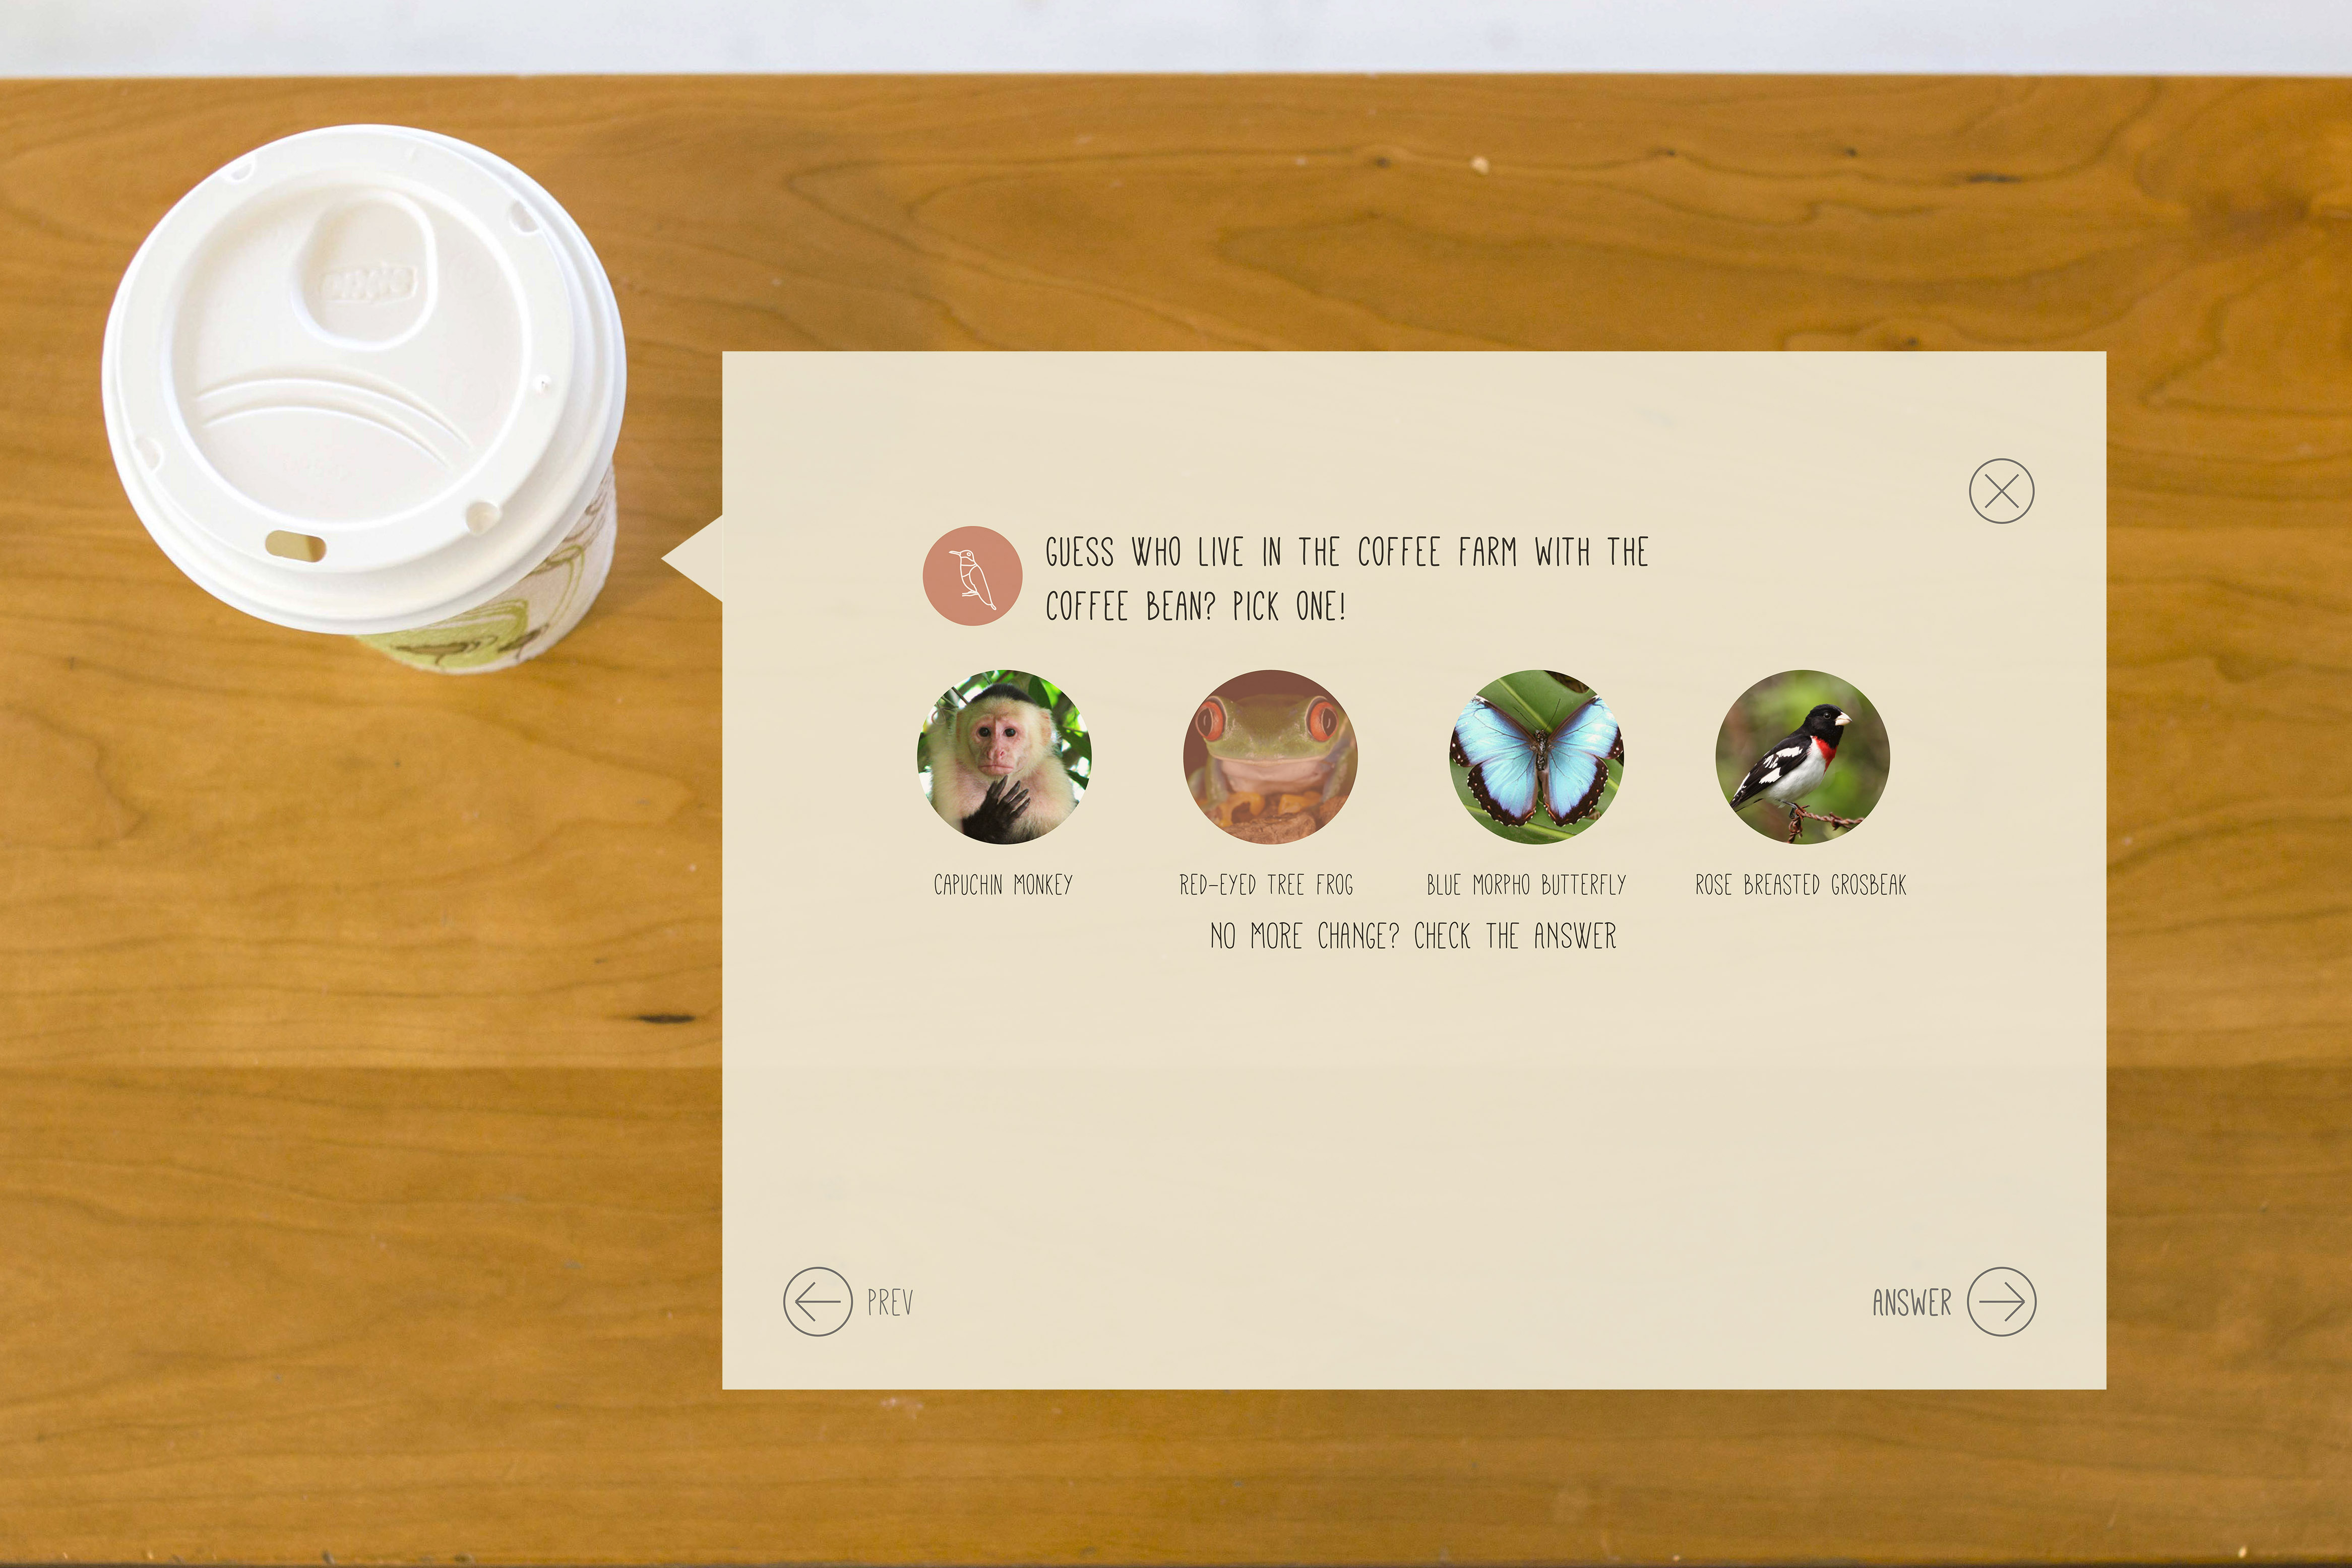 GUESS WHO LIVE IN THE COFFEE FARM WITH THE
COFFEE BEAN? PICK ONE!
CAPUCHIN MONKEY
RED-EYED TREE FROG
BLUE MORPHO BUTTERFLY
ROSE BREASTED GROSBEAK
NO MORE CHANGE? CHECK THE ANSWER
PREV
ANSWER